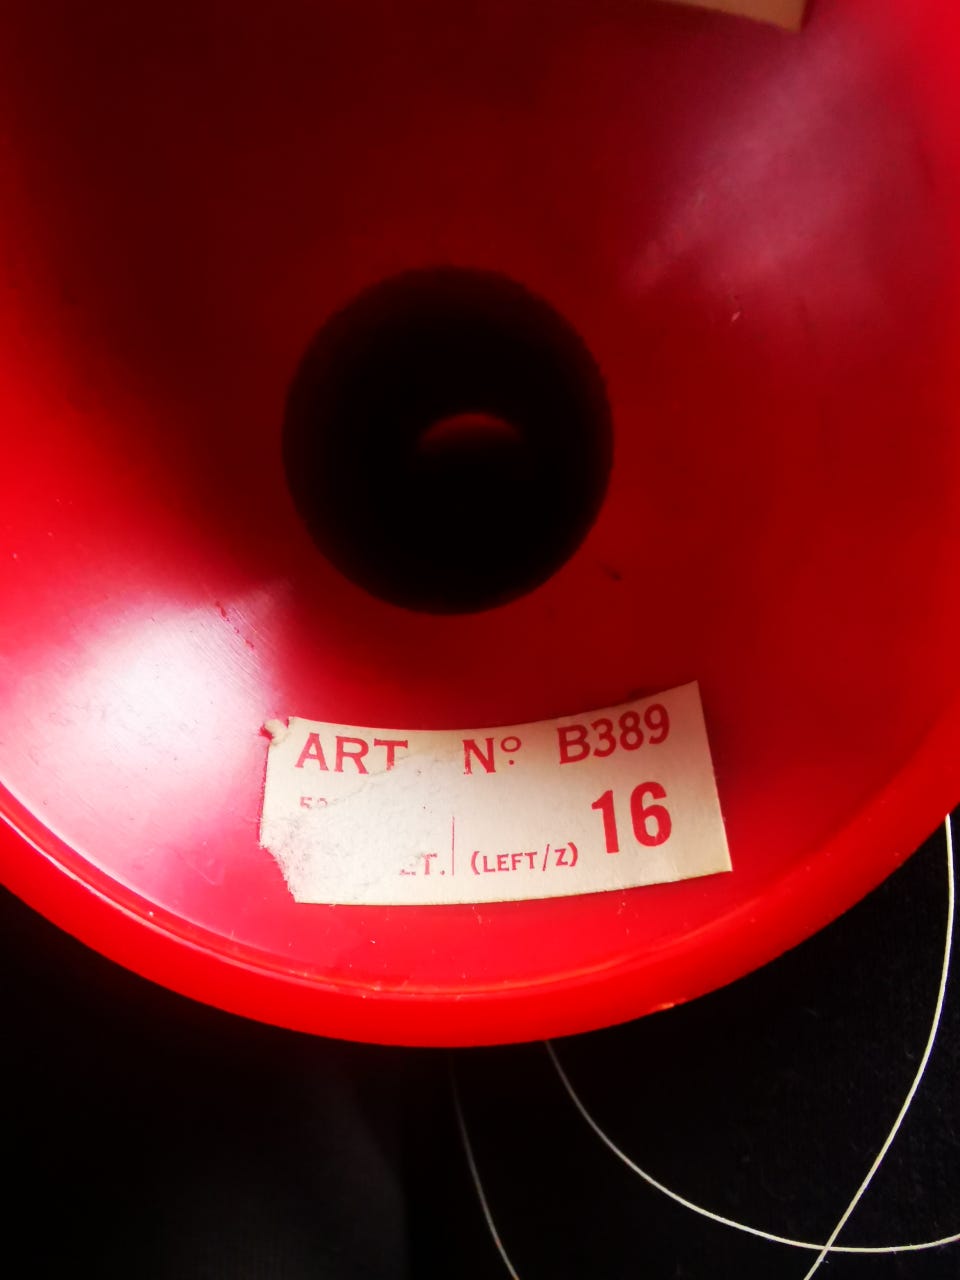 ART. Nº B389
(LEFT/Z) 16